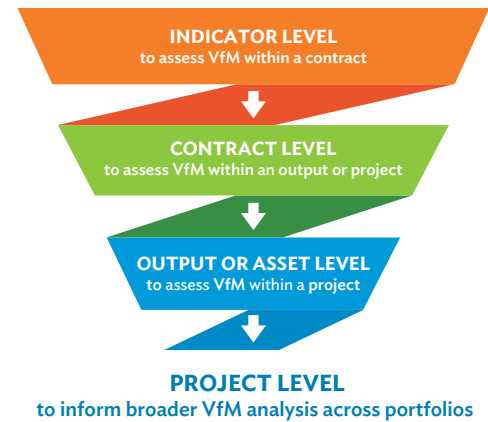 INDICATOR LEVEL
to assess VfM within a contract
CONTRACT LEVEL
to assess VfM within an output or project
OUTPUT OR ASSET LEVEL
to assess VfM within a project
PROJECT LEVEL
to inform broader VfM analysis across portfolios